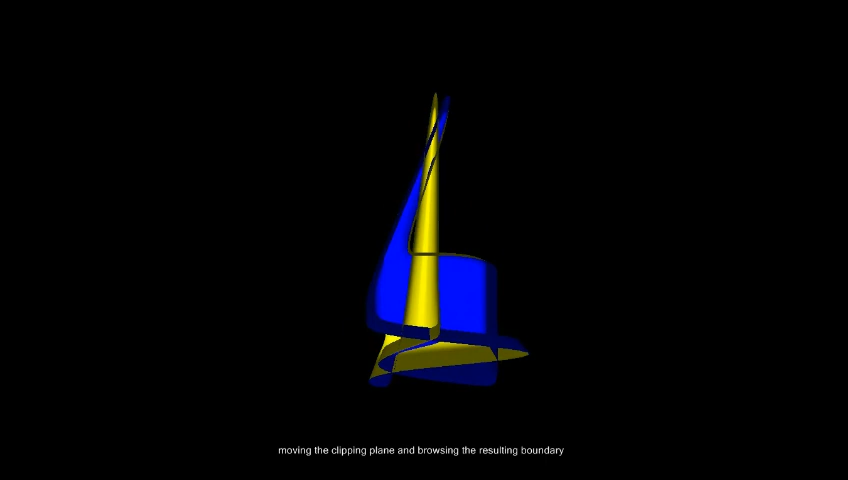 moving the clipping plane and browsing the resulting boundary